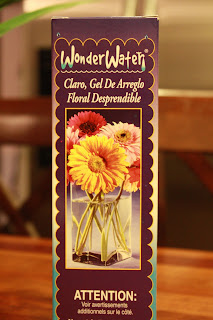 WonderWater®
Claro, Gel De Arreglo
Floral Desprendible
ATTENTION:
Voir avertissements
additionnels sur le côté.